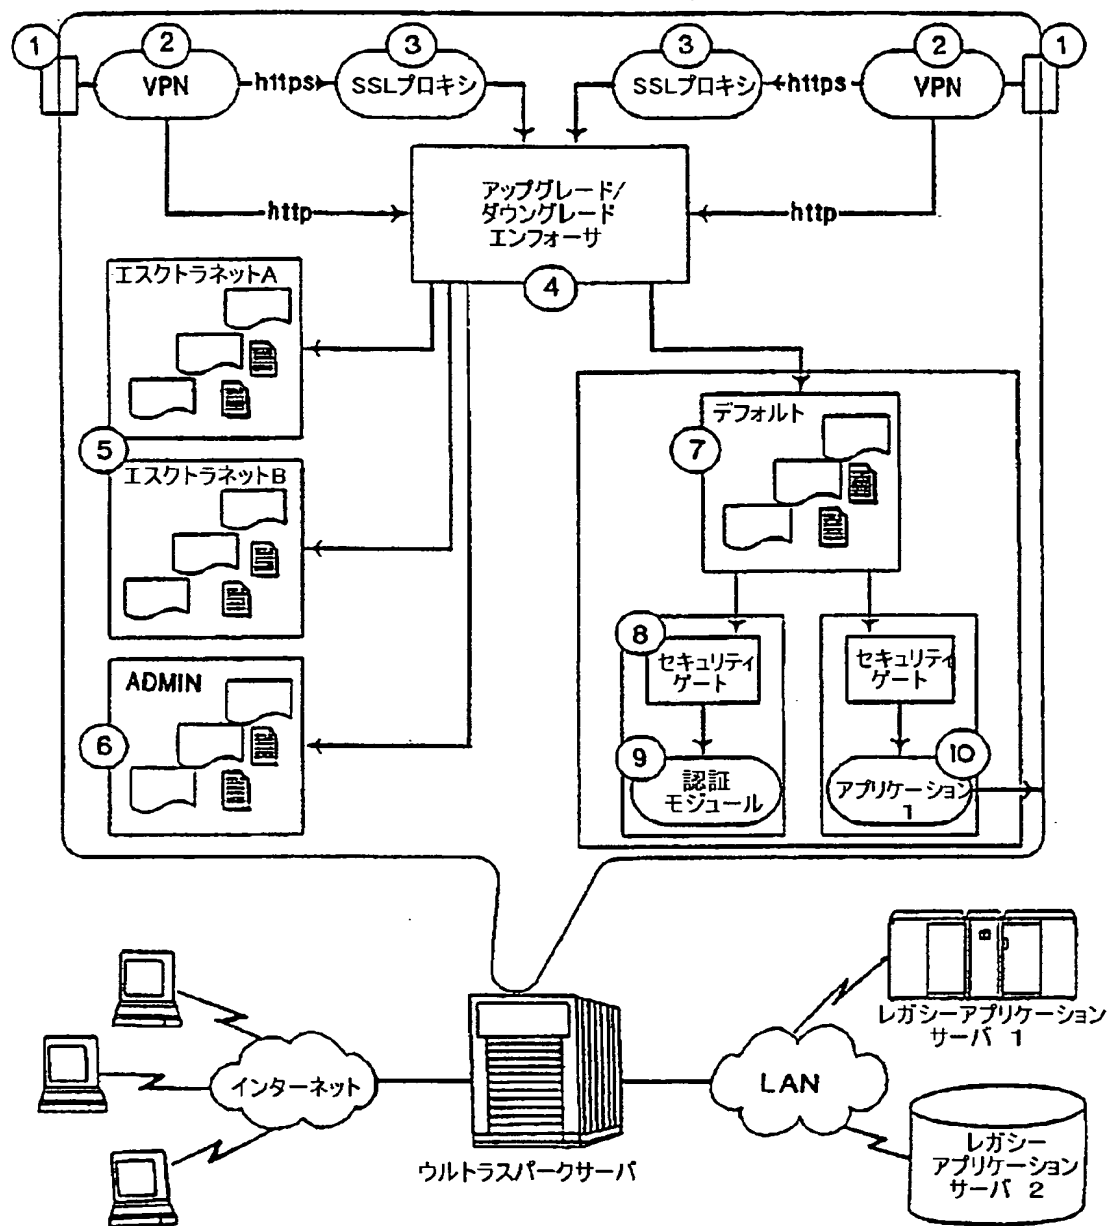 1
2
3
3
2
1
VPN
https
SSLプロキシ
SSLプロキシ
https
VPN
http
アップグレード/
ダウングレード
エンフォーサ
http
4
エスクトラネットA
5
エスクトラネットB
6
ADMIN
デフォルト
7
8
セキュリティ
ゲート
セキュリティ
ゲート
9
認証
モジュール
10
アプリケーション
1
インターネット
ウルトラスパークサーバ
LAN
レガシーアプリケーション
サーバ 1
レガシー
アプリケーション
サーバ 2